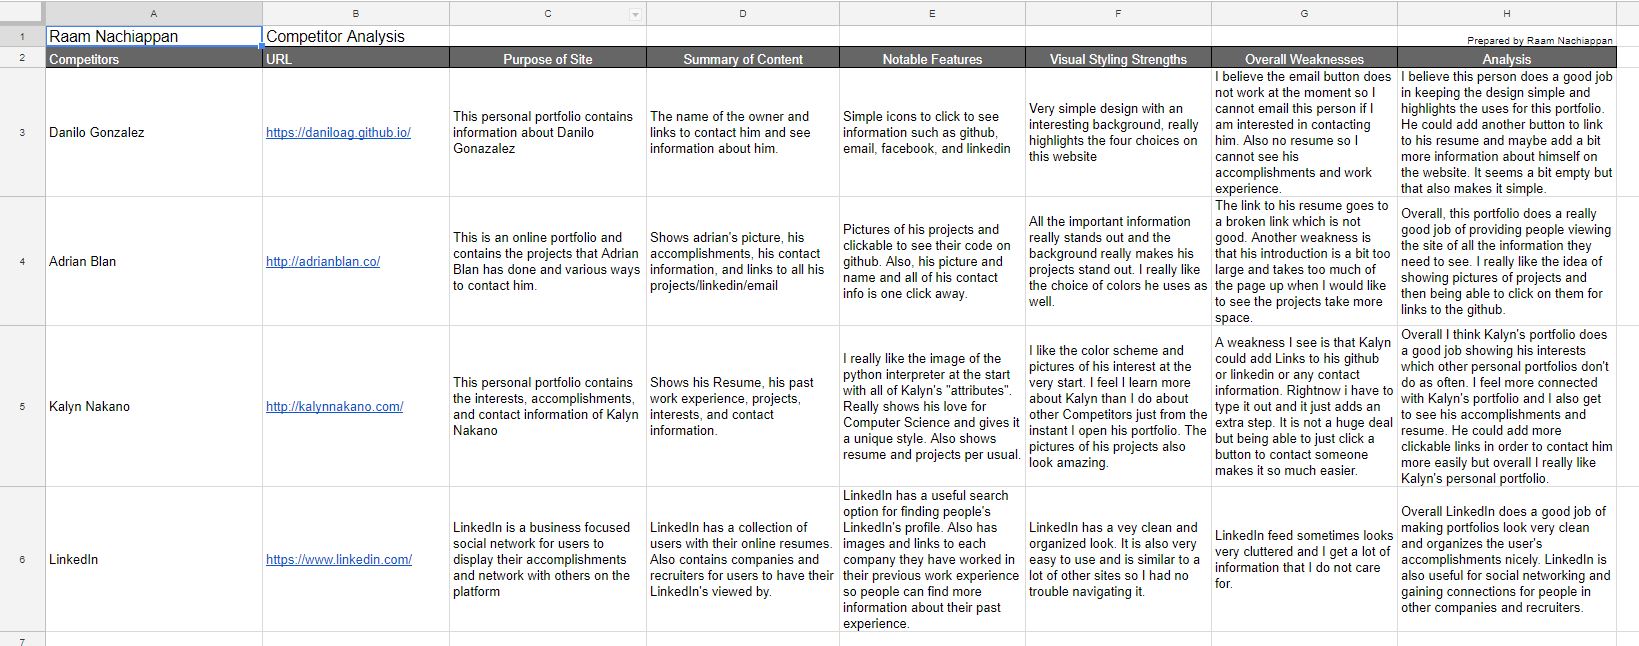 A B C D E F G H
1 Raam Nachiappan Competitor Analysis Prepared by Raam Nachiappan
2 Competitors URL Purpose of Site Summary of Content Notable Features Visual Styling Strengths Overall Weaknesses Analysis
3
Danilo Gonzalez
https://daniloag.github.io/
This personal portfolio contains
information about Danilo
Gonazalez
The name of the owner and
links to contact him and see
information about him.
Simple icons to click to see
information such as github,
email, facebook, and linkedin
Very simple design with an
interesting background, really
highlights the four choices on
this website
I believe the email button does
not work at the moment so I
cannot email this person if I
am interested in contacting
him. Also no resume so I
cannot see his
accomplishments and work
experience.
I believe this person does a good job
in keeping the design simple and
highlights the uses for this portfolio.
He could add another button to link
to his resume and maybe add a bit
more information about himself on
the website. It seems a bit empty but
that also makes it simple.
4
Adrian Blan
http://adrianblan.co/
This is an online portfolio and
contains the projects that Adrian
Blan has done and various ways
to contact him.
Shows adrian's picture, his
accomplishments, his contact
information, and links to all his
projects/linkedin/email
Pictures of his projects and
clickable to see their code on
github. Also, his picture and
name and all of his contact
info is one click away.
All the important information
really stands out and the
background really makes his
projects stand out. I really like
the choice of colors he uses as
well.
The link to his resume goes to
a broken link which is not
good. Another weakness is
that his introduction is a bit too
large and takes too much of
the page up when I would like
to see the projects take more
space.
Overall, this portfolio does a really
good job of providing people viewing
the site of all the information they
need to see. I really like the idea of
showing pictures of projects and
then being able to click on them for
links to the github.
5
Kalyn Nakano
http://kalynnakano.com/
This personal portfolio contains
the interests, accomplishments,
and contact information of Kalyn
Nakano
Shows his Resume, his past
work experience, projects,
interests, and contact
information.
I really like the image of the
python interpreter at the start
with all of Kalyn's "attributes".
Really shows his love for
Computer Science and gives it
a unique style. Also shows
resume and projects per usual.
I like the color scheme and
pictures of his interest at the
very start. I feel I learn more
about Kalyn than I do about
other Competitors just from the
instant I open his portfolio. The
pictures of his projects also
look amazing.
A weakness I see is that Kalyn
could add Links to his github
or linkedin or any contact
information. Rightnow i have to
type it out and it just adds an
extra step. It is not a huge deal
but being able to just click a
button to contact someone
makes it so much easier.
Overall I think Kalyn's portfolio does
a good job showing his interests
which other personal portfolios don't
do as often. I feel more connected
with Kalyn's portfolio and I also get
to see his accomplishments and
resume. He could add more
clickable links in order to contact him
more easily but overall I really like
Kalyn's personal portfolio.
6
LinkedIn
https://www.linkedin.com/
LinkedIn is a business focused
social network for users to
display their accomplishments
and network with others on the
platform
LinkedIn has a collection of
users with their online resumes.
Also contains companies and
recruiters for users to have their
LinkedIn's viewed by.
LinkedIn has a useful search
option for finding people's
LinkedIn's profile. Also has
images and links to each
company they have worked in
their previous work experience
so people can find more
information about their past
experience.
LinkedIn has a vey clean and
organized look. It is also very
easy to use and is similar to a
lot of other sites so I had no
trouble navigating it.
LinkedIn feed sometimes looks
very cluttered and I get a lot of
information that I do not care
for.
Overall LinkedIn does a good job of
making portfolios look very clean
and organizes the user's
accomplishments nicely. LinkedIn is
also useful for social networking and
gaining connections for people in
other companies and recruiters.
7